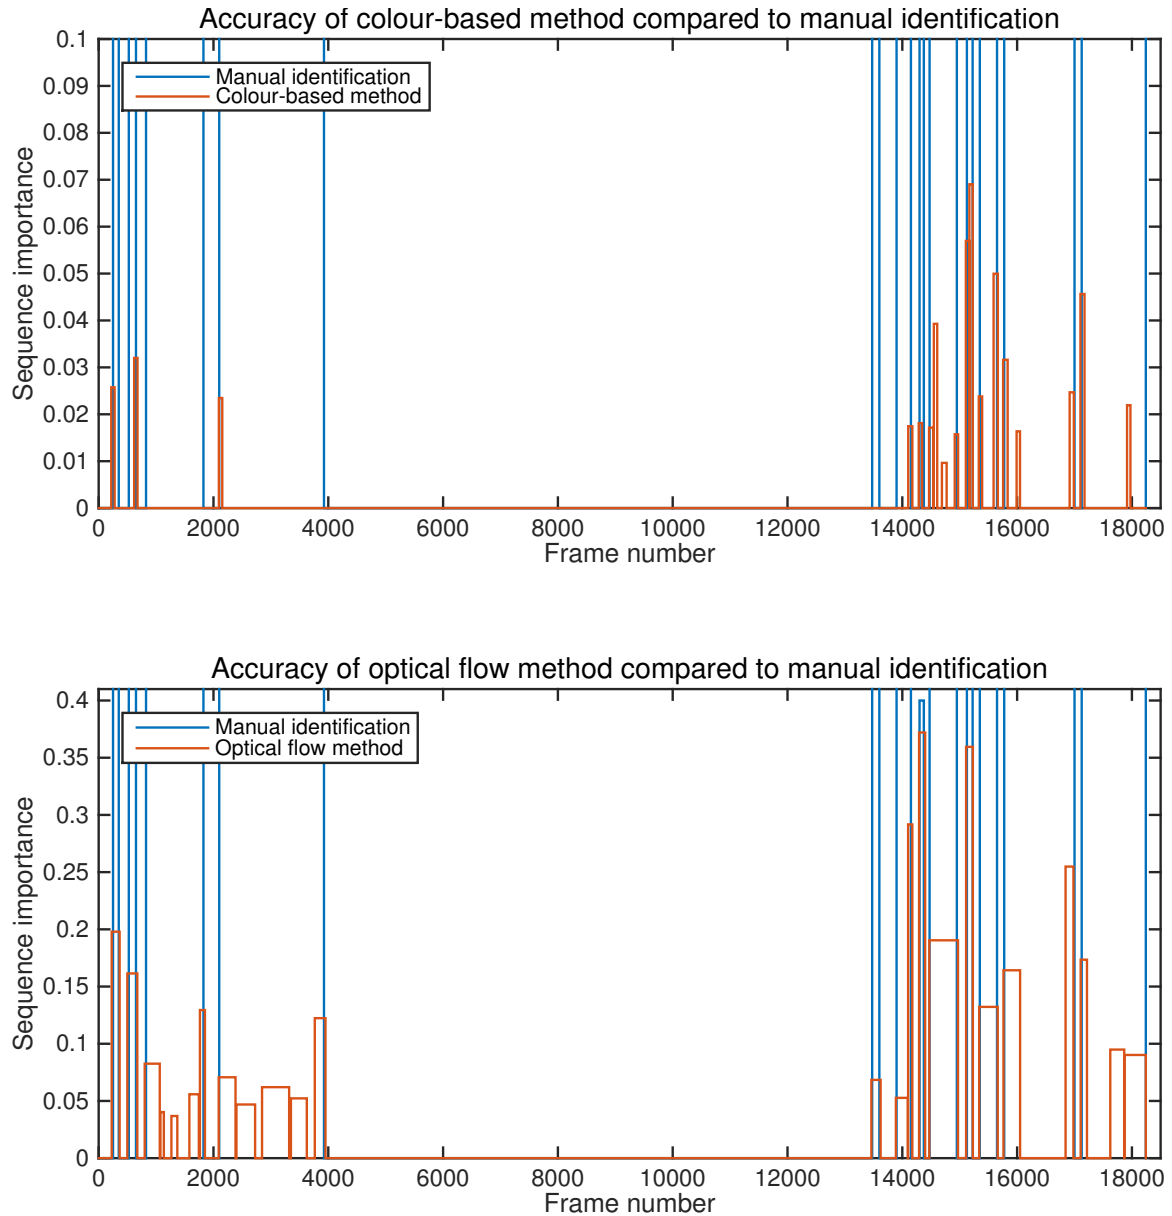 Accuracy of colour-based method compared to manual identification
0.1
0.09
0.08
0.07
0.06
0.05
0.04
0.03
0.02
0.01
0
Sequence importance
Manual identification
Colour-based method
0 2000 4000 6000 8000 10000 12000 14000 16000 18000
Frame number
Accuracy of optical flow method compared to manual identification
0.4
0.35
0.3
0.25
0.2
0.15
0.1
0.05
0
Sequence importance
Manual identification
Optical flow method
0 2000 4000 6000 8000 10000 12000 14000 16000 18000
Frame number